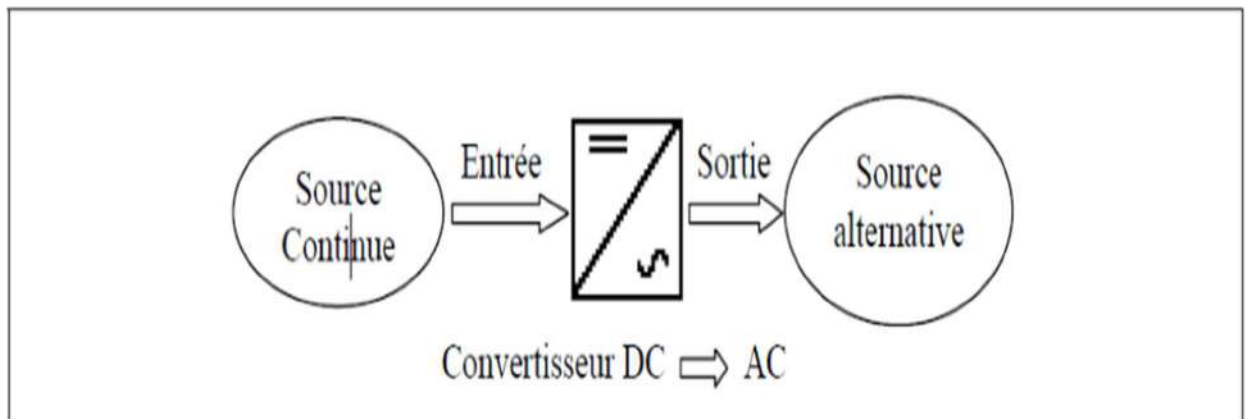 Source
Continue
Entrée
Sortie
Source
alternative
Convertisseur DC ⇨ AC